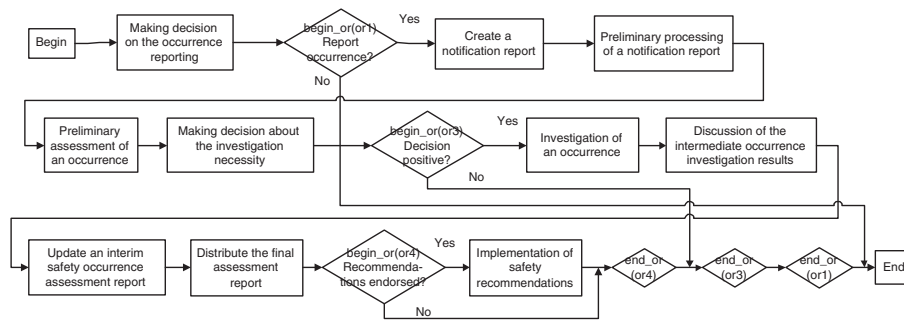 Begin
Making decision
on the occurrence
reporting
begin_or(or1)
Report
occurrence?
Yes
No
Create a
notification report
Preliminary processing
of a notification report
Preliminary
assessment of
an occurrence
Making decision about
the investigation
necessity
begin_or(or3)
Decision
positive?
Yes
No
Investigation of
an occurrence
Discussion of the
intermediate occurrence
investigation results
Update an interim
safety occurrence
assessment report
Distribute the final
assessment
report
begin_or(or4)
Recommenda-
tions endorsed?
Yes
No
Implementation of
safety
recommendations
end_or
(or4)
end_or
(or3)
end_or
(or1)
End